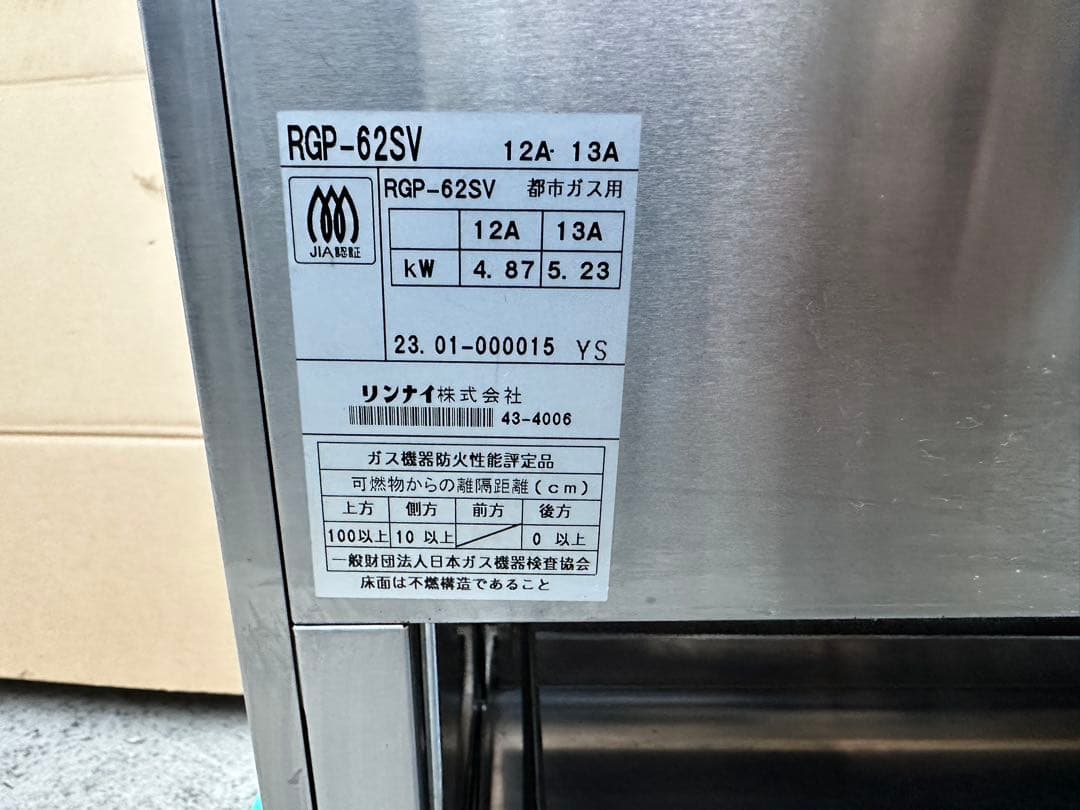 RGP-62SV 12A・13A
JIA認証
RGP-62SV 都市ガス用
12A 13A
kW 4.87 5.23
23.01-000015 YS
リンナイ株式会社
43-4006
ガス機器防火性能評定品
可燃物からの離隔距離(cm)
上方 側方 前方 後方
100以上 10以上 0以上
一般財団法人日本ガス機器検査協会
床面は不燃構造であること